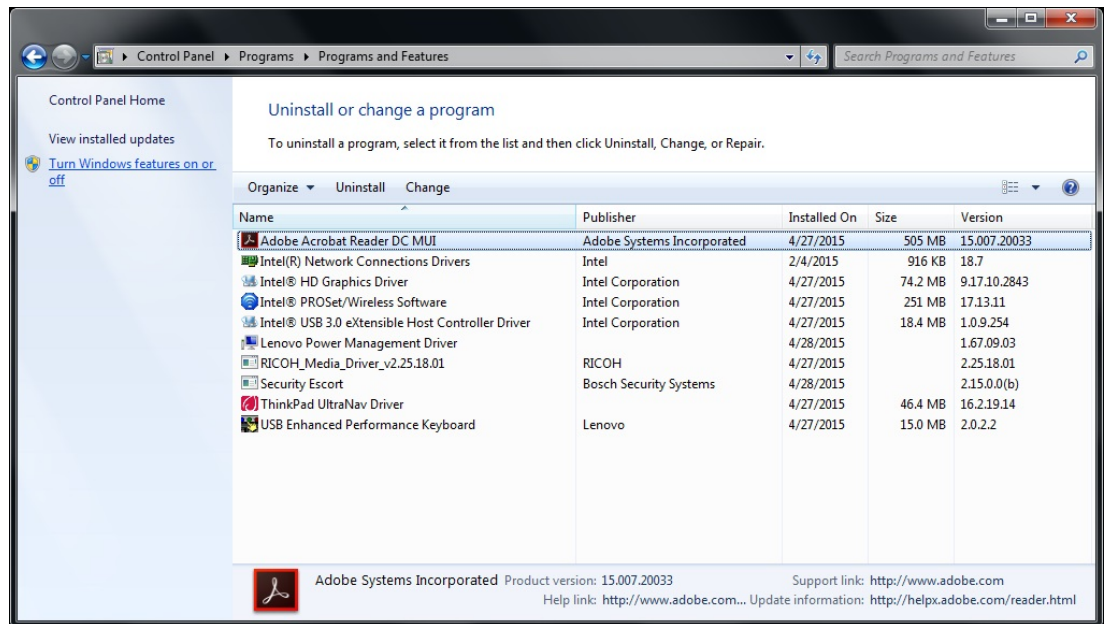 Control Panel Programs Programs and Features Search Programs and Features
Control Panel Home
View installed updates
Turn Windows features on or
off
Uninstall or change a program
To uninstall a program, select it from the list and then click Uninstall, Change, or Repair.
Organize Uninstall Change
Name Publisher Installed On Size Version
Adobe Acrobat Reader DC MUI Adobe Systems Incorporated 4/27/2015 505 MB 15.007.20033
Intel(R) Network Connections Drivers Intel 2/4/2015 916 KB 18.7
Intel® HD Graphics Driver Intel Corporation 4/27/2015 74.2 MB 9.17.10.2843
Intel® PROSet/Wireless Software Intel Corporation 4/27/2015 251 MB 17.13.11
Intel® USB 3.0 eXtensible Host Controller Driver Intel Corporation 4/27/2015 18.4 MB 1.0.9.254
Lenovo Power Management Driver 4/28/2015 1.67.09.03
RICOH_Media_Driver_v2.25.18.01 RICOH 4/27/2015 2.25.18.01
Security Escort Bosch Security Systems 4/28/2015 2.15.0.0(b)
ThinkPad UltraNav Driver 4/27/2015 46.4 MB 16.2.19.14
USB Enhanced Performance Keyboard Lenovo 4/27/2015 15.0 MB 2.0.2.2
Adobe Systems Incorporated Product version: 15.007.20033 Support link: http://www.adobe.com
Help link: http://www.adobe.com... Update information: http://helpx.adobe.com/reader.html